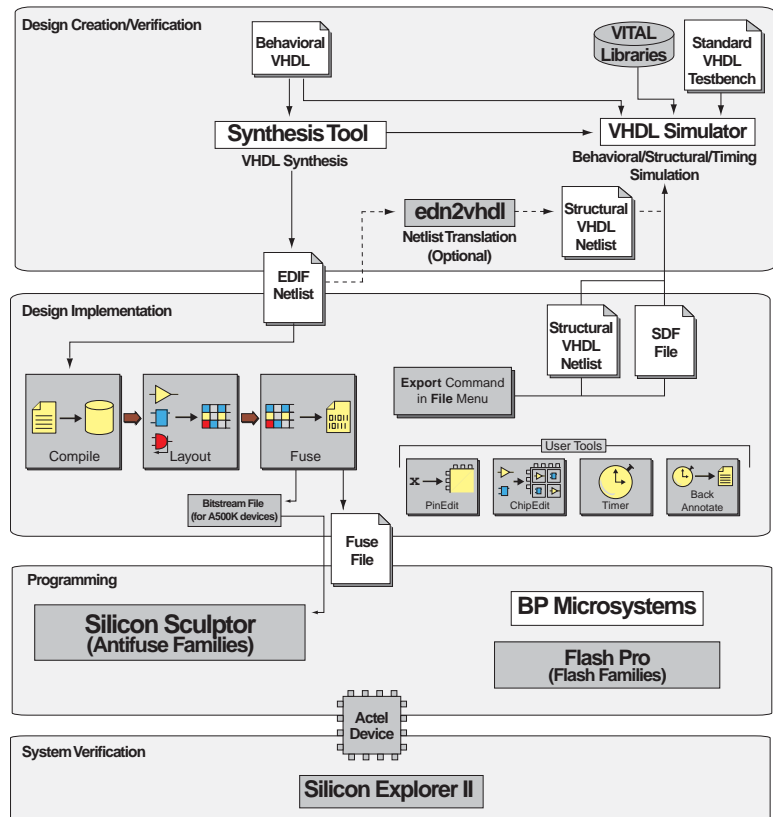 Design Creation/Verification
Behavioral
VHDL
VITAL
Libraries
Standard
VHDL
Testbench
Synthesis Tool
VHDL Synthesis
VHDL Simulator
Behavioral/Structural/Timing
Simulation
edn2vhdl
Netlist Translation
(Optional)
Structural
VHDL
Netlist
EDIF
Netlist
Design Implementation
Structural
VHDL
Netlist
SDF
File
Export Command
in File Menu
01011
10111
Compile
Layout
Fuse
User Tools
X
PinEdit
ChipEdit
Timer
Back
Annotate
Bitstream File
(for A500K devices)
Fuse
File
Programming
Silicon Sculptor
(Antifuse Families)
BP Microsystems
Flash Pro
(Flash Families)
Actel
Device
System Verification
Silicon Explorer II